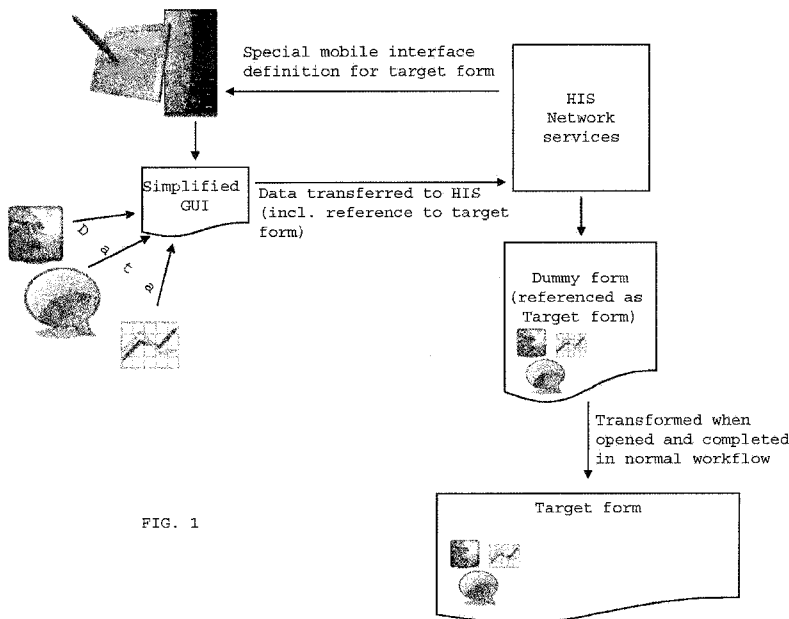 Special mobile interface
definition for target form
HIS
Network
services
Simplified
GUI
Data transferred to HIS
(incl. reference to target
form)
Data
Dummy form
(referenced as
Target form)
Transformed when
opened and completed
in normal workflow
Target form
FIG. 1